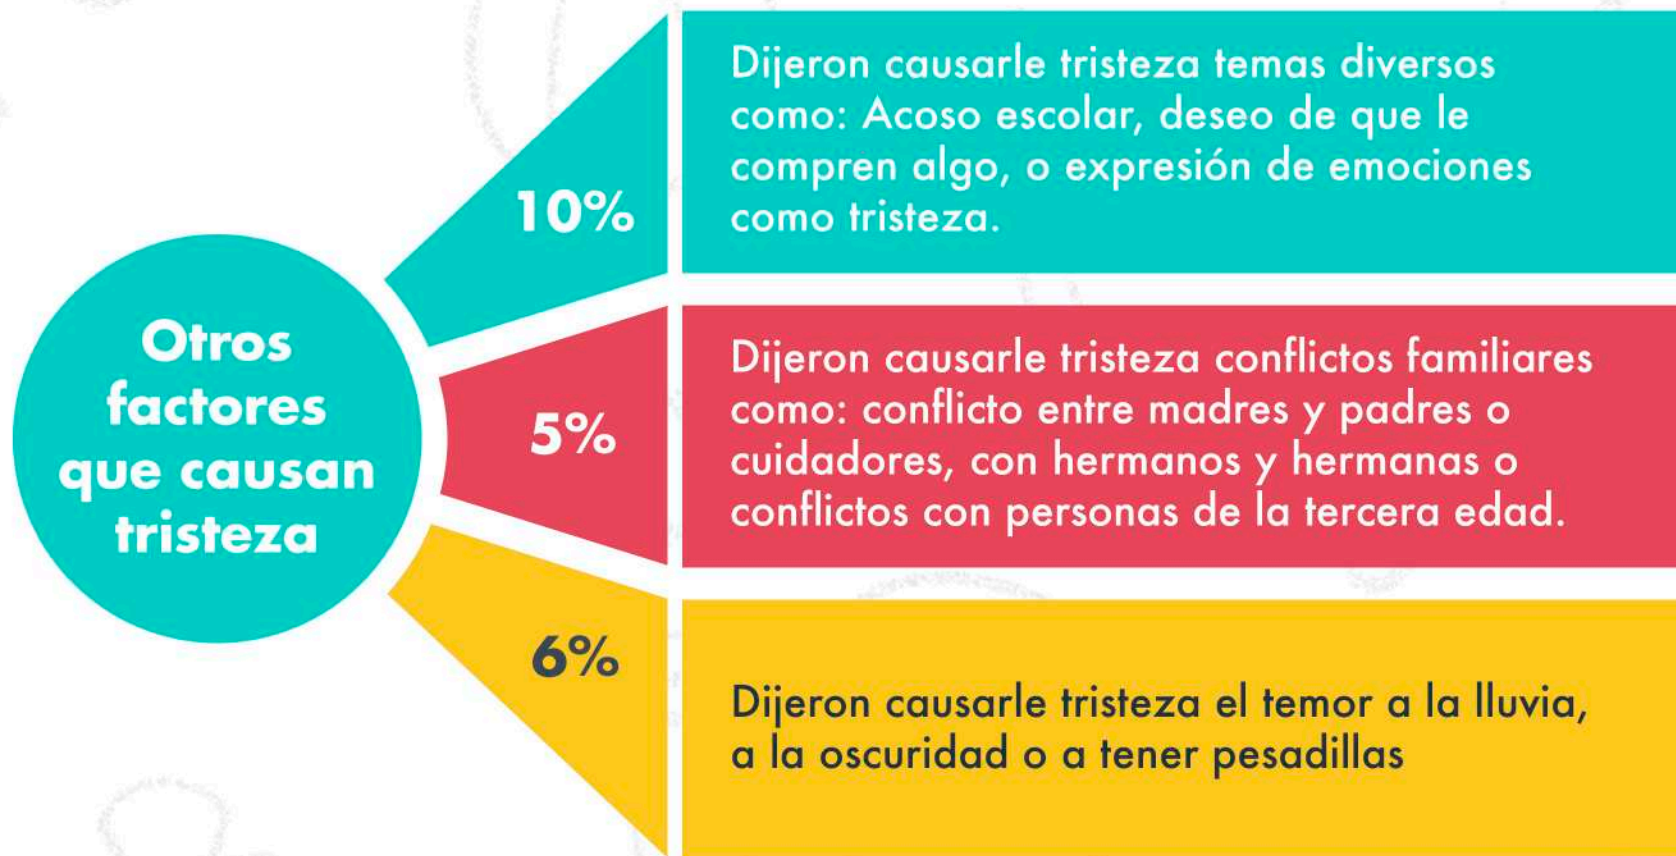 Otros
factores
que causan
tristeza
10%
Dijeron causarle tristeza temas diversos
como: Acoso escolar, deseo de que le
compren algo, o expresión de emociones
como tristeza.
5%
Dijeron causarle tristeza conflictos familiares
como: conflicto entre madres y padres o
cuidadores, con hermanos y hermanas o
conflictos con personas de la tercera edad.
6%
Dijeron causarle tristeza el temor a la lluvia,
a la oscuridad o a tener pesadillas